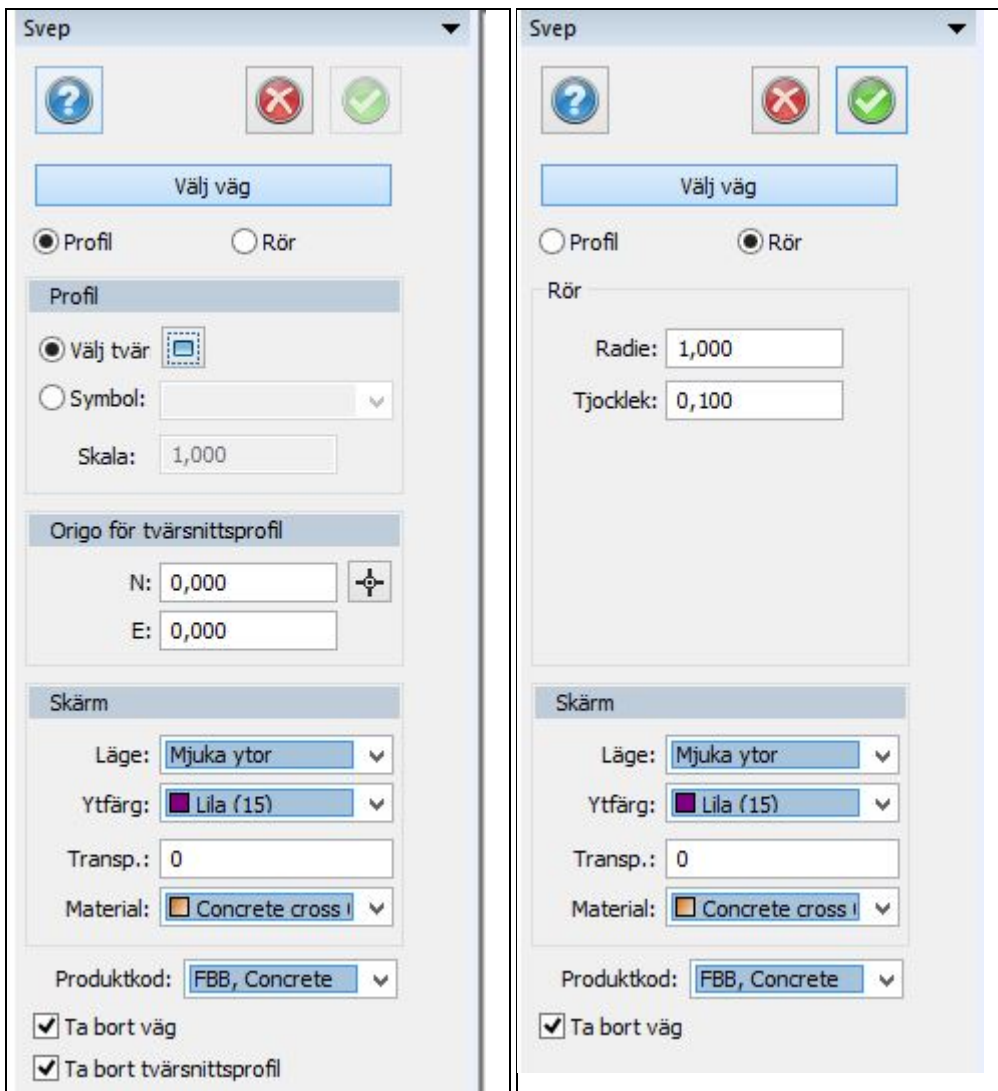 Svep
Välj väg
Profil Rör
Profil
Välj tvär
Symbol:
Skala: 1,000
Origo för tvärsnittsprofil
N: 0,000
E: 0,000
Skärm
Läge: Mjuka ytor
Ytfärg: Lila (15)
Transp.: 0
Material: Concrete cross
Produktkod: FBB, Concrete
Ta bort väg
Ta bort tvärsnittsprofil
Svep
Välj väg
Profil Rör
Rör
Radie: 1,000
Tjocklek: 0,100
Skärm
Läge: Mjuka ytor
Ytfärg: Lila (15)
Transp.: 0
Material: Concrete cross
Produktkod: FBB, Concrete
Ta bort väg